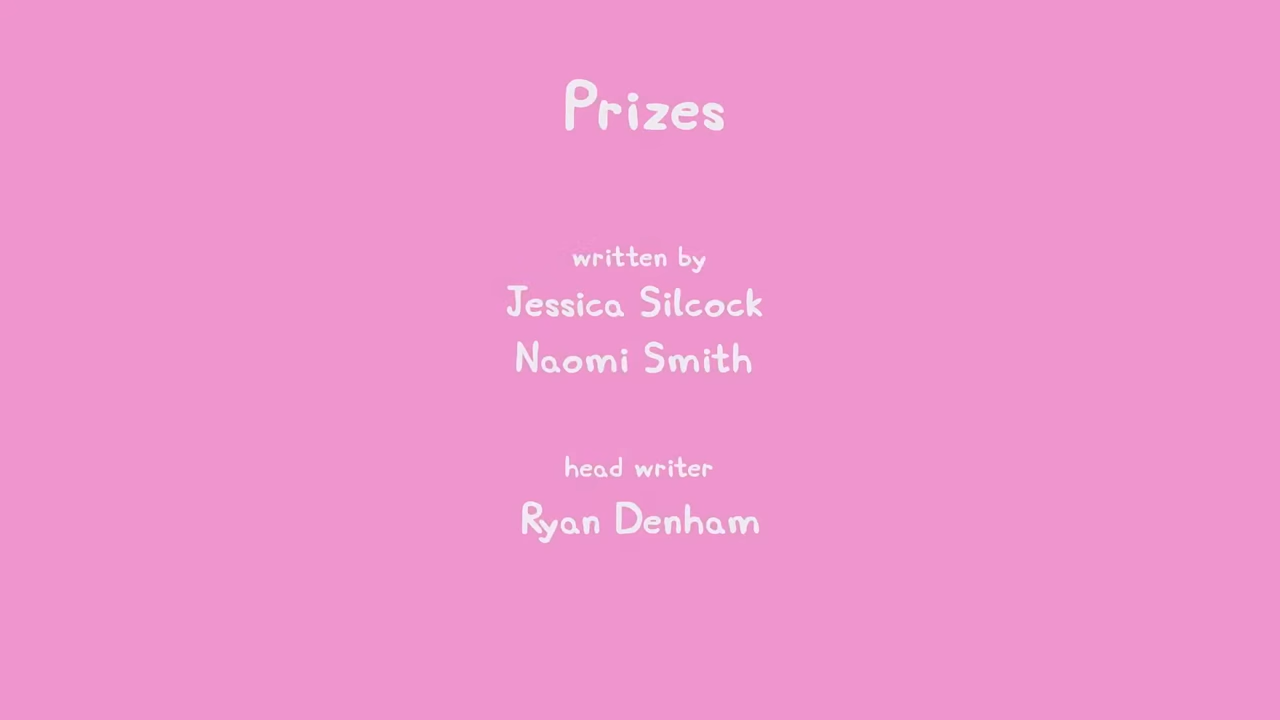 Prizes
written by
Jessica Silcock
Naomi Smith
head writer
Ryan Denham